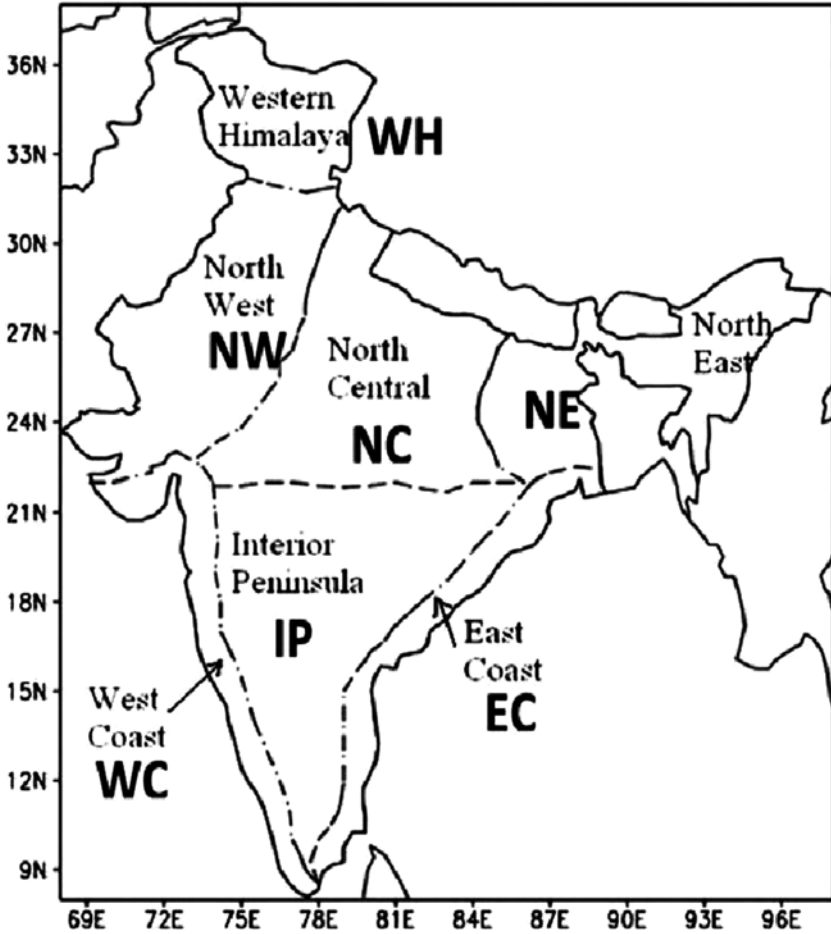 36N
33N
30N
27N
24N
21N
18N
15N
12N
9N
Western
Himalaya
WH
North
West
NW
North
Central
NC
North
East
NE
Interior
Peninsula
IP
East
Coast
EC
West
Coast
WC
69E 72E 75E 78E 81E 84E 87E 90E 93E 96E